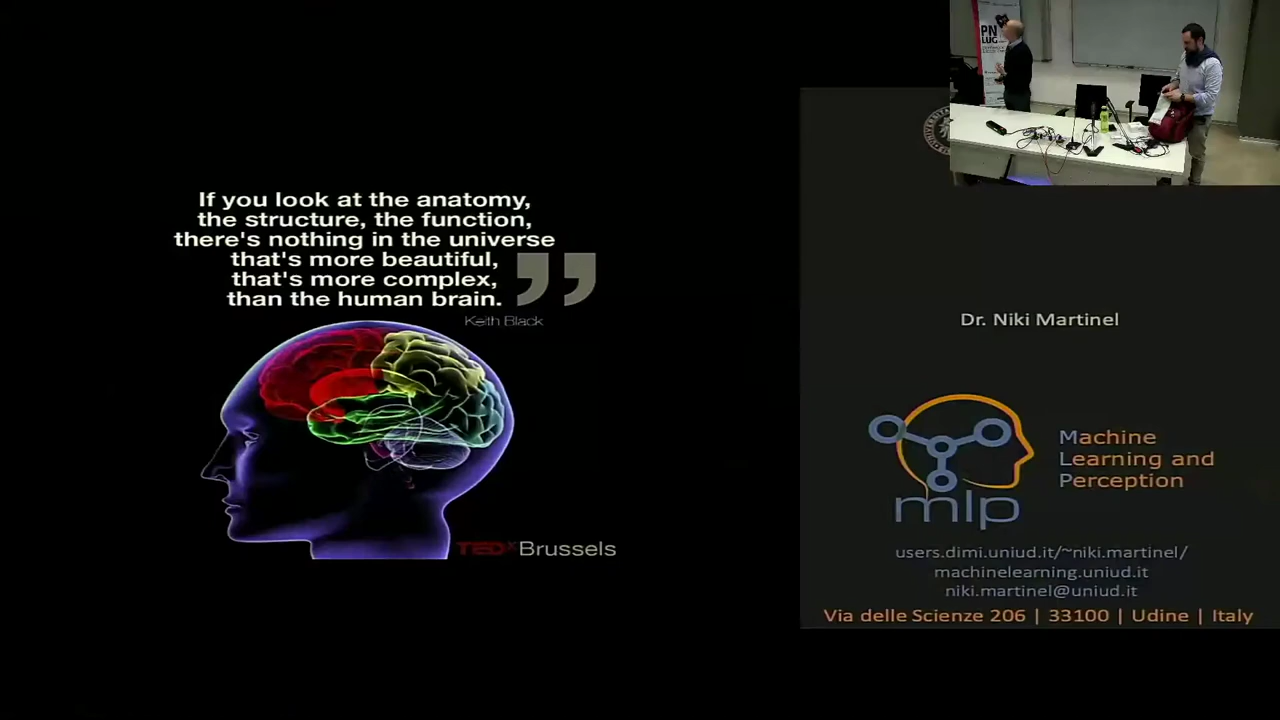 If you look at the anatomy,
the structure, the function,
there's nothing in the universe
that's more beautiful,
that's more complex,
than the human brain.
”
Keith Black
TEDxBrussels
PN
LUG
Dr. Niki Martinel
Machine
Learning and
Perception
mlp
users.dimi.uniud.it/~niki.martinel/
machinelearning.uniud.it
niki.martinel@uniud.it
Via delle Scienze 206 | 33100 | Udine | Italy